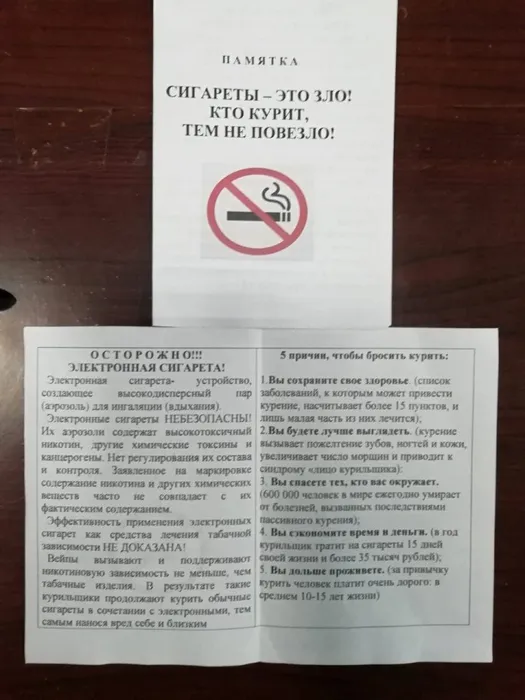 ПАМЯТКА
СИГАРЕТЫ – ЭТО ЗЛО!
КТО КУРИТ,
ТЕМ НЕ ПОВЕЗЛО!
ОСТОРОЖНО!!!
ЭЛЕКТРОННАЯ СИГАРЕТА!
Электронная сигарета- устройство,
создающее высокодисперсный пар
(аэрозоль) для ингаляции (вдыхания).
Электронные сигареты НЕБЕЗОПАСНЫ!
Их аэрозоли содержат высокотоксичный
никотин, другие химические токсины и
канцерогены. Нет регулирования их состава
и контроля. Заявленное на маркировке
содержание никотина и других химических
веществ часто не совпадает с их
фактическим содержанием.
Эффективность применения электронных
сигарет как средства лечения табачной
зависимости НЕ ДОКАЗАНА!
Вейпы вызывают и поддерживают
никотиновую зависимость не меньше, чем
табачные изделия. В результате такие
курильщики продолжают курить обычные
сигареты в сочетании с электронными, тем
самым нанося вред себе и близким
5 причин, чтобы бросить курить:
1.Вы сохраните свое здоровье. (список
заболеваний, к которым может привести
курение, насчитывает более 15 пунктов, и
лишь малая часть из них лечится);
2.Вы будете лучше выглядеть. (курение
вызывает пожелтение зубов, ногтей и кожи,
увеличивает число морщин и приводит к
синдрому «лицо курильщика»);
3. Вы спасете тех, кто вас окружает.
(600 000 человек в мире ежегодно умирает
от болезней, вызванных последствиями
пассивного курения);
4. Вы сэкономите время и деньги. (в год
курильщик тратит на сигареты 15 дней
своей жизни и более 35 тысяч рублей);
5. Вы дольше проживете. (за привычку
курить человек платит очень дорого: в
среднем 10-15 лет жизни)